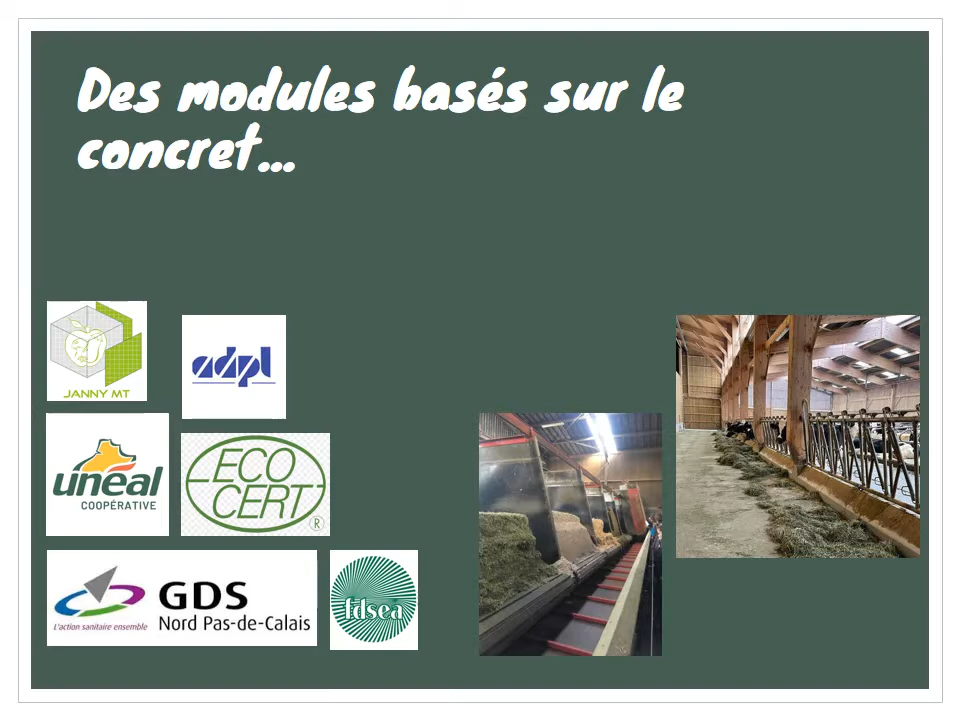 Des modules basés sur le
concret...
JANNY MT
adpl
unéal
COOPÉRATIVE
ECO
CERT
®
GDS
L'action sanitaire ensemble
Nord Pas-de-Calais
fdsea